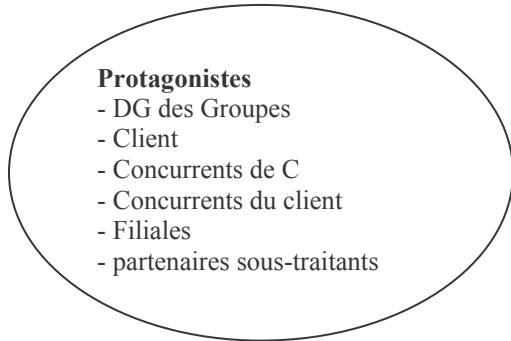 Protagonistes
- DG des Groupes
- Client
- Concurrents de C
- Concurrents du client
- Filiales
- partenaires sous-traitants